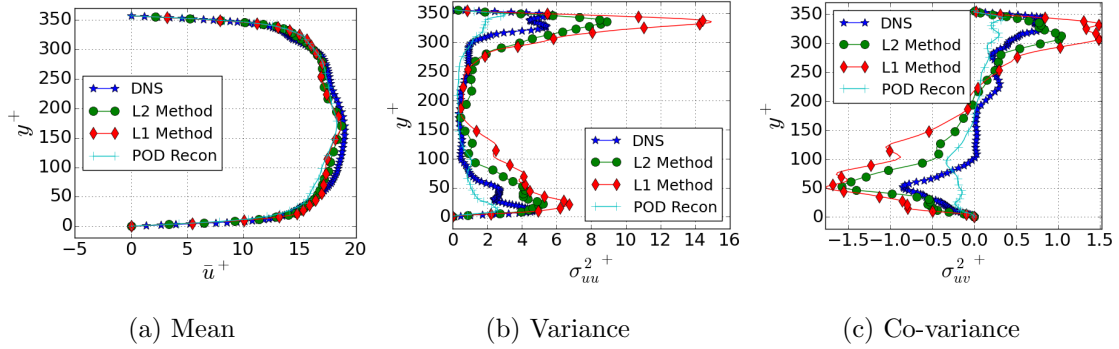 350
300
250
200
150
100
50
0
y⁺
−5 0 5 10 15 20
ū⁺
DNS
L2 Method
L1 Method
POD Recon
(a) Mean
350
300
250
200
150
100
50
0
y⁺
0 2 4 6 8 10 12 14 16
σ²ᵤᵤ⁺
DNS
L2 Method
L1 Method
POD Recon
(b) Variance
350
300
250
200
150
100
50
0
y⁺
−1.5 −1.0 −0.5 0.0 0.5 1.0 1.5
σ²ᵤᵥ⁺
DNS
L2 Method
L1 Method
POD Recon
(c) Co-variance